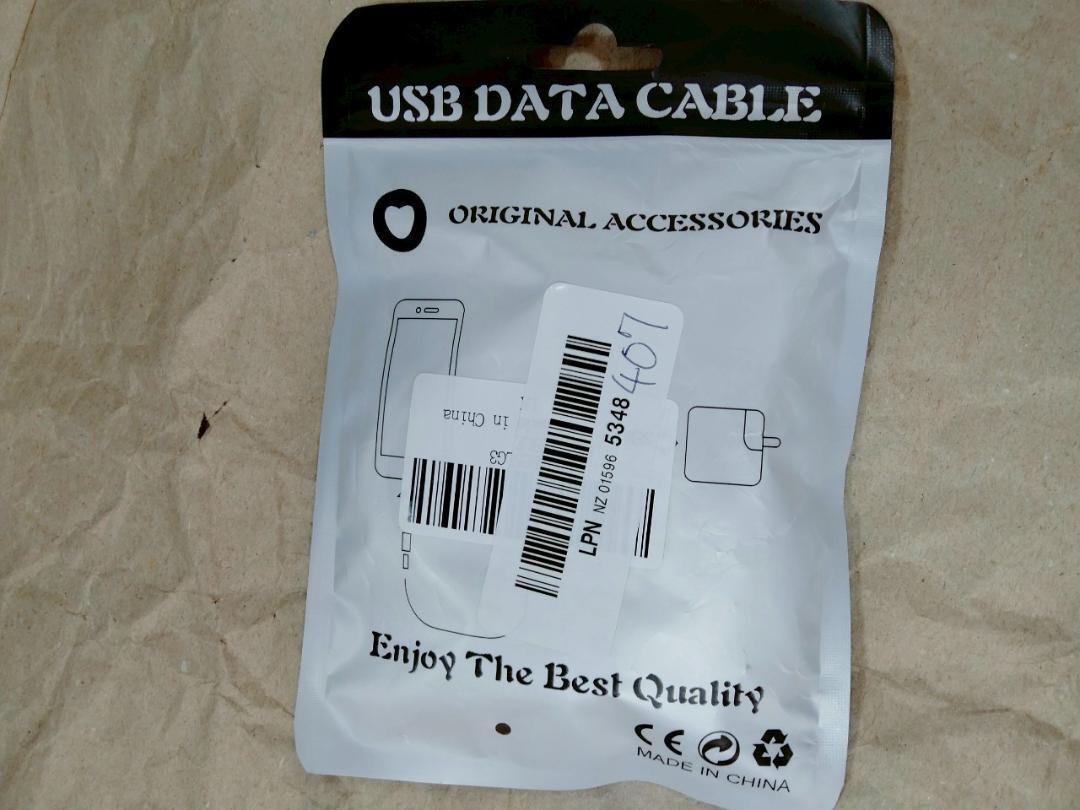 USB DATA CABLE
ORIGINAL ACCESSORIES
407
LPN NZ 01596 5348
in China
LG3
Enjoy The Best Quality
CE
MADE IN CHINA